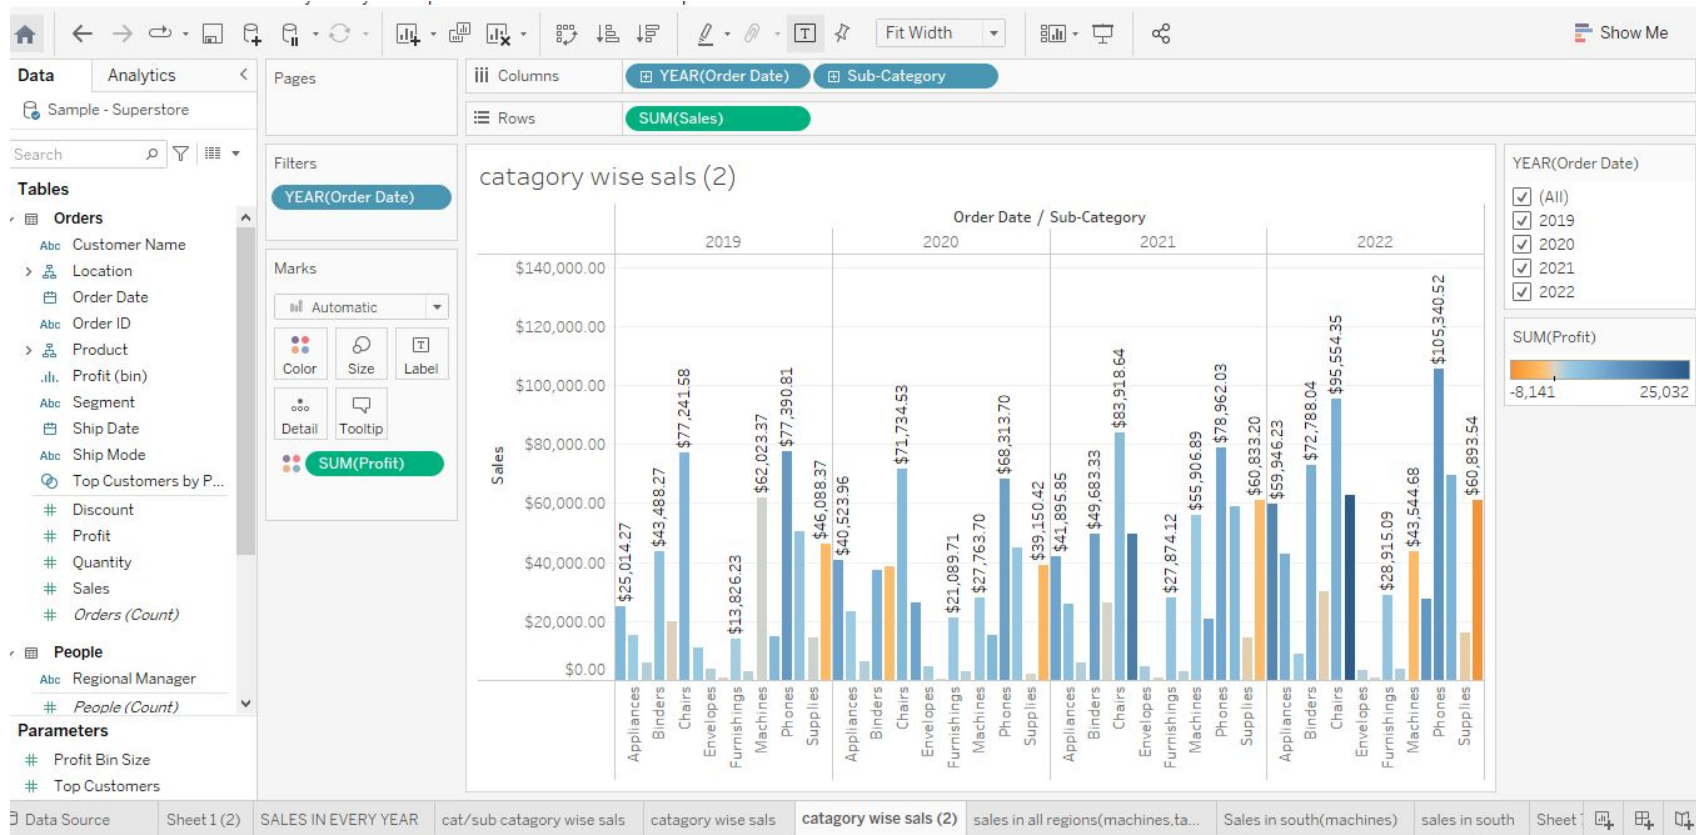 Fit Width
Show Me
Data
Analytics
Pages
Columns
YEAR(Order Date)
Sub-Category
Sample - Superstore
Rows
SUM(Sales)
Search
Filters
YEAR(Order Date)
catagory wise sals (2)
YEAR(Order Date)
(All)
2019
2020
2021
2022
Tables
Orders
Abc Customer Name
Location
Order Date
Abc Order ID
Product
Profit (bin)
Abc Segment
Ship Date
Abc Ship Mode
Top Customers by P...
# Discount
# Profit
# Quantity
# Sales
# Orders (Count)
People
Abc Regional Manager
# People (Count)
Parameters
# Profit Bin Size
# Top Customers
Marks
Automatic
Color
Size
Label
Detail
Tooltip
SUM(Profit)
SUM(Profit)
-8,141
25,032
Order Date / Sub-Category
2019
2020
2021
2022
Sales
$140,000.00
$120,000.00
$100,000.00
$80,000.00
$60,000.00
$40,000.00
$20,000.00
$0.00
$25,014.27
$43,488.27
$77,241.58
$13,826.23
$62,023.37
$77,390.81
$46,088.37
$40,523.96
$71,734.53
$21,089.71
$27,763.70
$68,313.70
$39,150.42
$41,895.85
$49,683.33
$83,918.64
$27,874.12
$55,906.89
$78,962.03
$60,833.20
$59,946.23
$72,788.04
$95,554.35
$28,915.09
$43,544.68
$105,340.52
$60,893.54
Appliances
Binders
Chairs
Envelopes
Furnishings
Machines
Phones
Supplies
Appliances
Binders
Chairs
Envelopes
Furnishings
Machines
Phones
Supplies
Appliances
Binders
Chairs
Envelopes
Furnishings
Machines
Phones
Supplies
Appliances
Binders
Chairs
Envelopes
Furnishings
Machines
Phones
Supplies
Data Source
Sheet 1 (2)
SALES IN EVERY YEAR
cat/sub catagory wise sals
catagory wise sals
catagory wise sals (2)
sales in all regions(machines,ta...
Sales in south(machines)
sales in south
Sheet